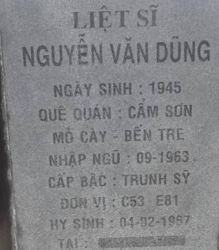 LIỆT SĨ
NGUYỄN VĂN DŨNG
NGÀY SINH : 1945
QUÊ QUÁN : CẨM SƠN
MỎ CÀY - BẾN TRE
NHẬP NGŨ : 09-1963
CẤP BẬC : TRUNH SỸ
ĐƠN VỊ : C53 E81
HY SINH : 04-02-1967
TẠI :